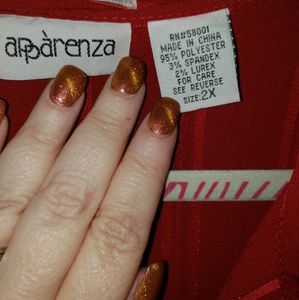 apparenza
RN#58001
MADE IN CHINA
95% POLYESTER
3% SPANDEX
2% LUREX
FOR CARE
SEE REVERSE
SIZE: 2X